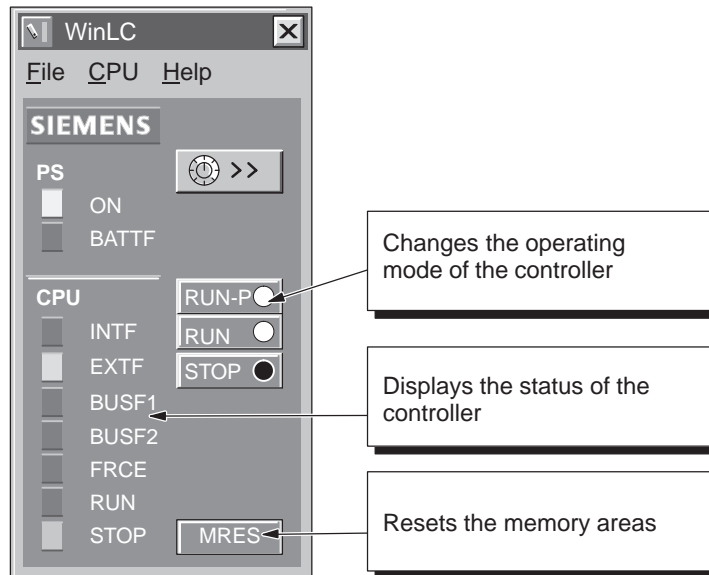 WinLC
File CPU Help
SIEMENS
PS
>>
ON
BATTF
CPU
RUN-P
INTF
RUN
EXTF
STOP
BUSF1
BUSF2
FRCE
RUN
STOP
MRES
Changes the operating
mode of the controller
Displays the status of the
controller
Resets the memory areas